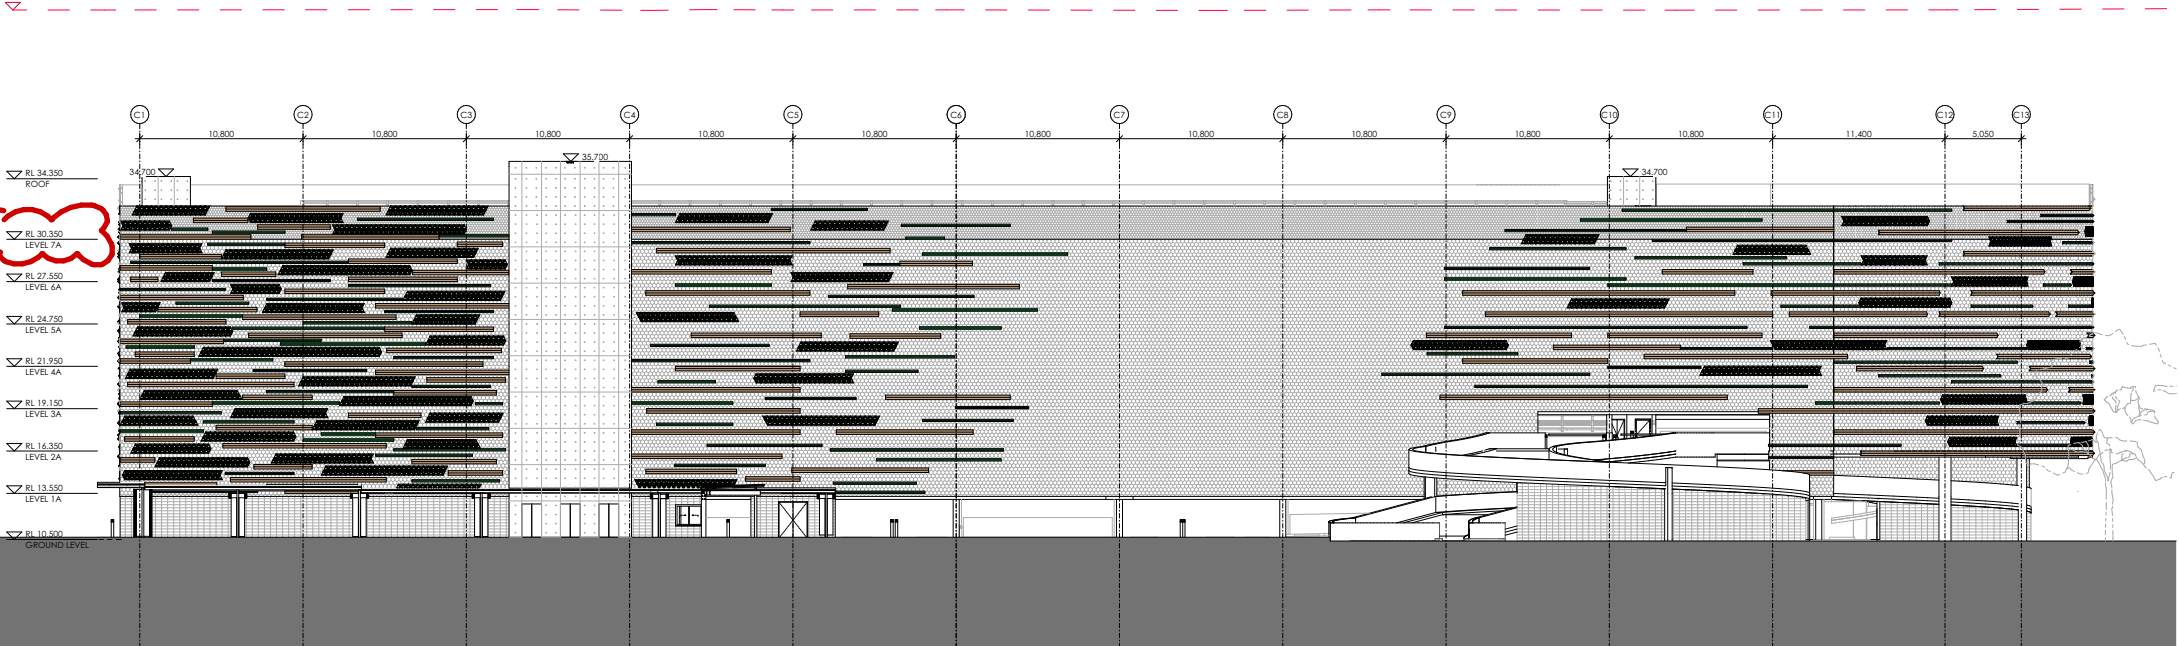 C1 C2 C3 C4 C5 C6 C7 C8 C9 C10 C11 C12 C13
10,800 10,800 10,800 10,800 10,800 10,800 10,800 10,800 10,800 10,800 11,400 5,050
35,700
34,700 34,700
RL 34.350
ROOF
RL 30.350
LEVEL 7A
RL 27.550
LEVEL 6A
RL 24.750
LEVEL 5A
RL 21.950
LEVEL 4A
RL 19.150
LEVEL 3A
RL 16.350
LEVEL 2A
RL 13.550
LEVEL 1A
RL 10.500
GROUND LEVEL